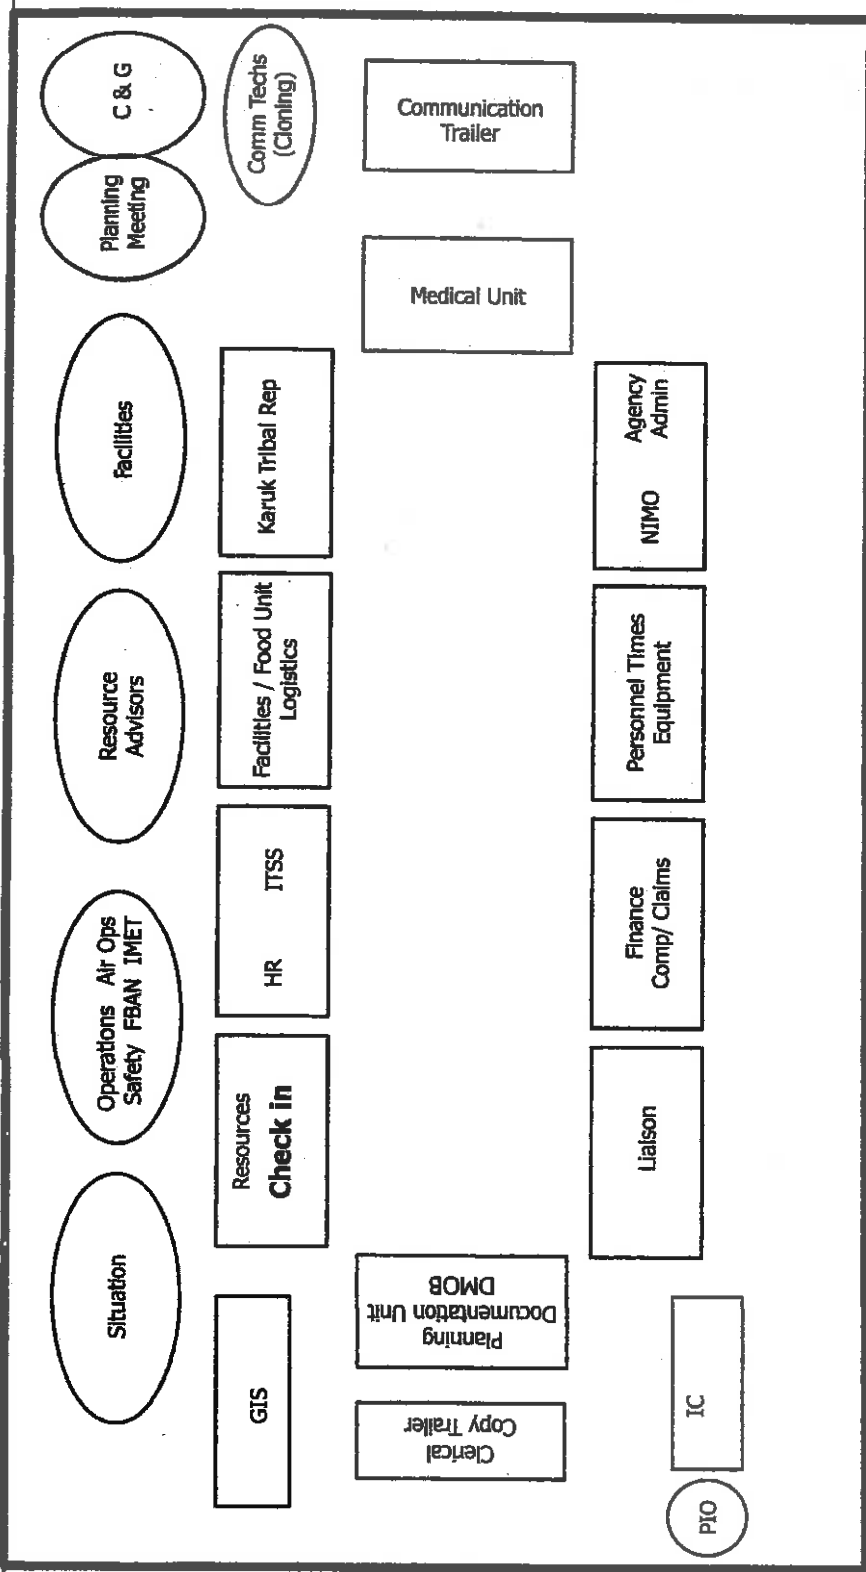 Situation
Operations Air Ops
Safety FBAN IMET
Resource
Advisors
Facilities
Planning
Meeting
C & G
GIS
Resources
Check in
HR ITSS
Facilities / Food Unit
Logistics
Karuk Tribal Rep
Comm Techs
(Cloning)
Clerical
Copy Trailer
Planning
Documentation Unit
DMOB
Medical Unit
Communication
Trailer
Liaison
Finance
Comp/ Claims
Personnel Times
Equipment
NIMO Agency
Admin
PIO
IC